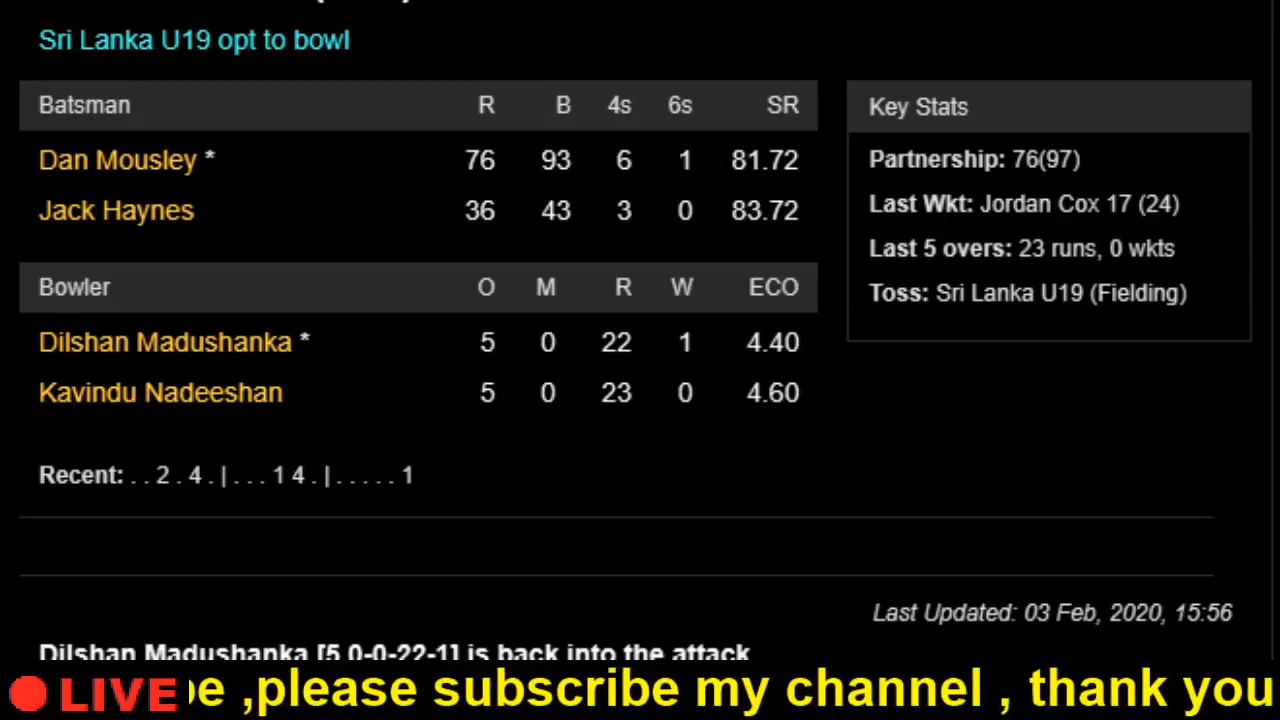 Sri Lanka U19 opt to bowl
Batsman R B 4s 6s SR
Dan Mousley * 76 93 6 1 81.72
Jack Haynes 36 43 3 0 83.72
Bowler O M R W ECO
Dilshan Madushanka * 5 0 22 1 4.40
Kavindu Nadeeshan 5 0 23 0 4.60
Recent: . . 2 . 4 . | . . . 1 4 . | . . . . . 1
Key Stats
Partnership: 76(97)
Last Wkt: Jordan Cox 17 (24)
Last 5 overs: 23 runs, 0 wkts
Toss: Sri Lanka U19 (Fielding)
Last Updated: 03 Feb, 2020, 15:56
Dilshan Madushanka [5.0-0-22-1] is back into the attack
LIVE be ,please subscribe my channel , thank you